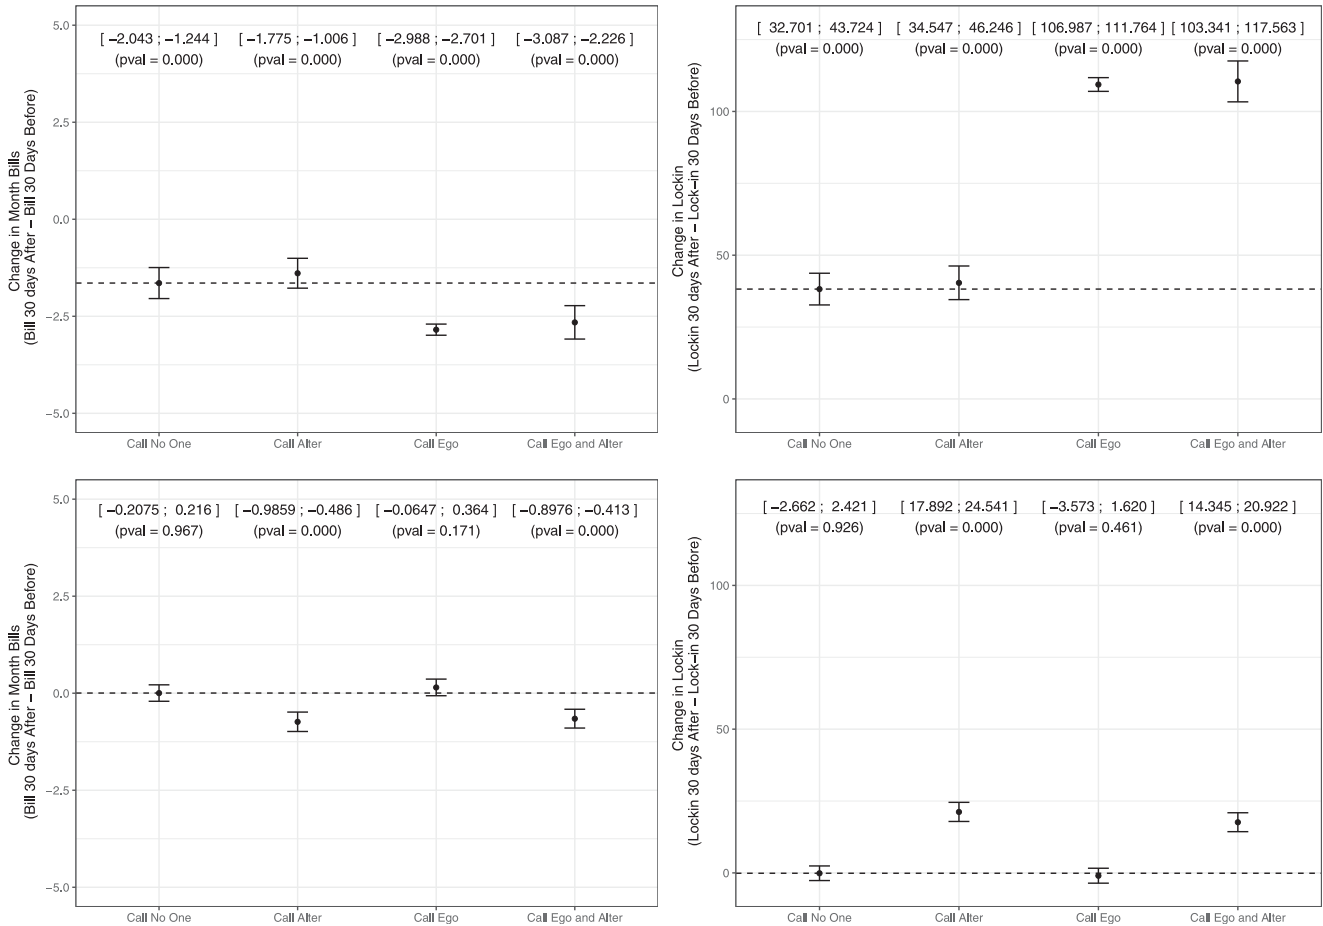 Change in Month Bills
(Bill 30 days After − Bill 30 Days Before)
5.0
2.5
0.0
−2.5
−5.0
[ −2.043 ; −1.244 ] [ −1.775 ; −1.006 ] [ −2.988 ; −2.701 ] [ −3.087 ; −2.226 ]
(pval = 0.000) (pval = 0.000) (pval = 0.000) (pval = 0.000)
Call No One Call Alter Call Ego Call Ego and Alter
Change in Lockin
(Lockin 30 days After − Lock−in 30 Days Before)
100
50
0
[ 32.701 ; 43.724 ] [ 34.547 ; 46.246 ] [ 106.987 ; 111.764 ] [ 103.341 ; 117.563 ]
(pval = 0.000) (pval = 0.000) (pval = 0.000) (pval = 0.000)
Call No One Call Alter Call Ego Call Ego and Alter
Change in Month Bills
(Bill 30 days After − Bill 30 Days Before)
5.0
2.5
0.0
−2.5
−5.0
[ −0.2075 ; 0.216 ] [ −0.9859 ; −0.486 ] [ −0.0647 ; 0.364 ] [ −0.8976 ; −0.413 ]
(pval = 0.967) (pval = 0.000) (pval = 0.171) (pval = 0.000)
Call No One Call Alter Call Ego Call Ego and Alter
Change in Lockin
(Lockin 30 days After − Lock−in 30 Days Before)
100
50
0
[ −2.662 ; 2.421 ] [ 17.892 ; 24.541 ] [ −3.573 ; 1.620 ] [ 14.345 ; 20.922 ]
(pval = 0.926) (pval = 0.000) (pval = 0.461) (pval = 0.000)
Call No One Call Alter Call Ego Call Ego and Alter